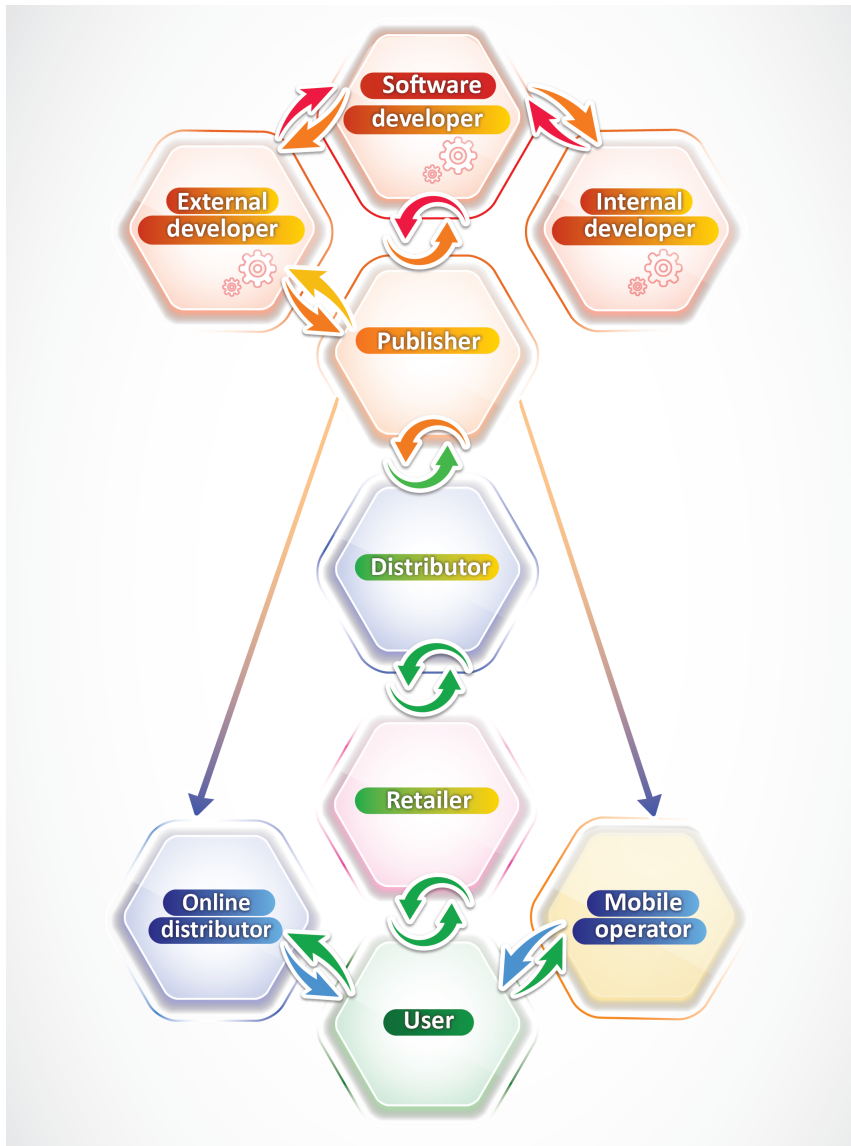 Software
developer
External
developer
Internal
developer
Publisher
Distributor
Retailer
Online
distributor
Mobile
operator
User